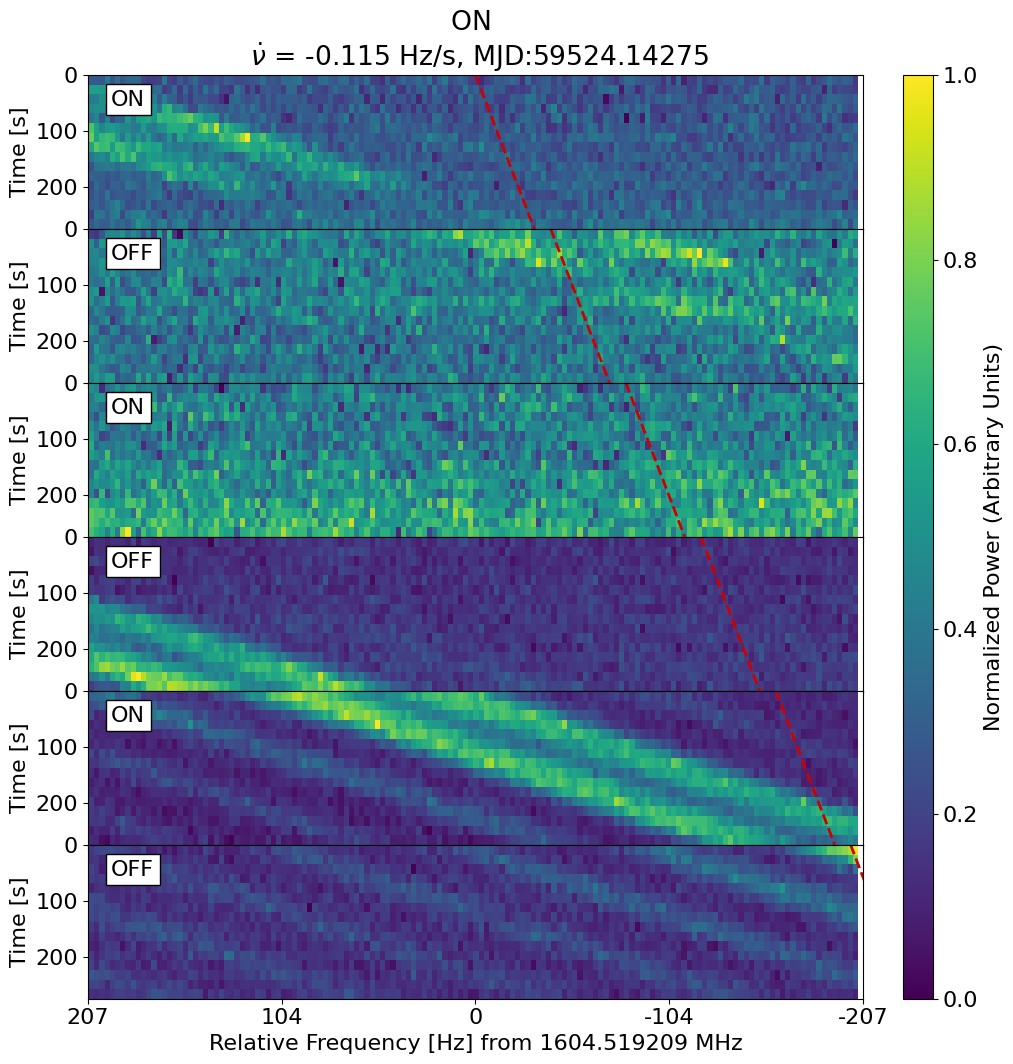 ON
ν̇ = -0.115 Hz/s, MJD:59524.14275
0
ON
100
200
Time [s]
0
OFF
100
200
Time [s]
0
ON
100
200
Time [s]
0
OFF
100
200
Time [s]
0
ON
100
200
Time [s]
0
OFF
100
200
Time [s]
207
104
0
-104
-207
Relative Frequency [Hz] from 1604.519209 MHz
1.0
0.8
0.6
0.4
0.2
0.0
Normalized Power (Arbitrary Units)